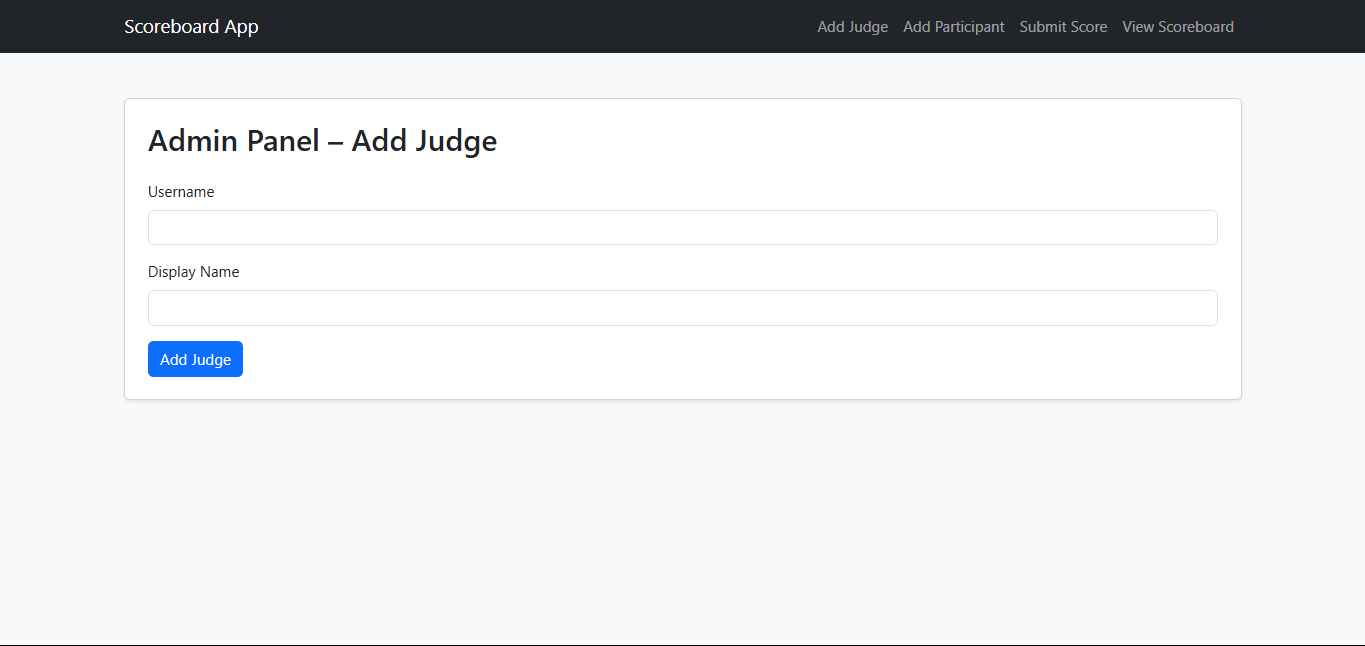 Scoreboard App
Add Judge Add Participant Submit Score View Scoreboard
Admin Panel – Add Judge
Username
Display Name
Add Judge